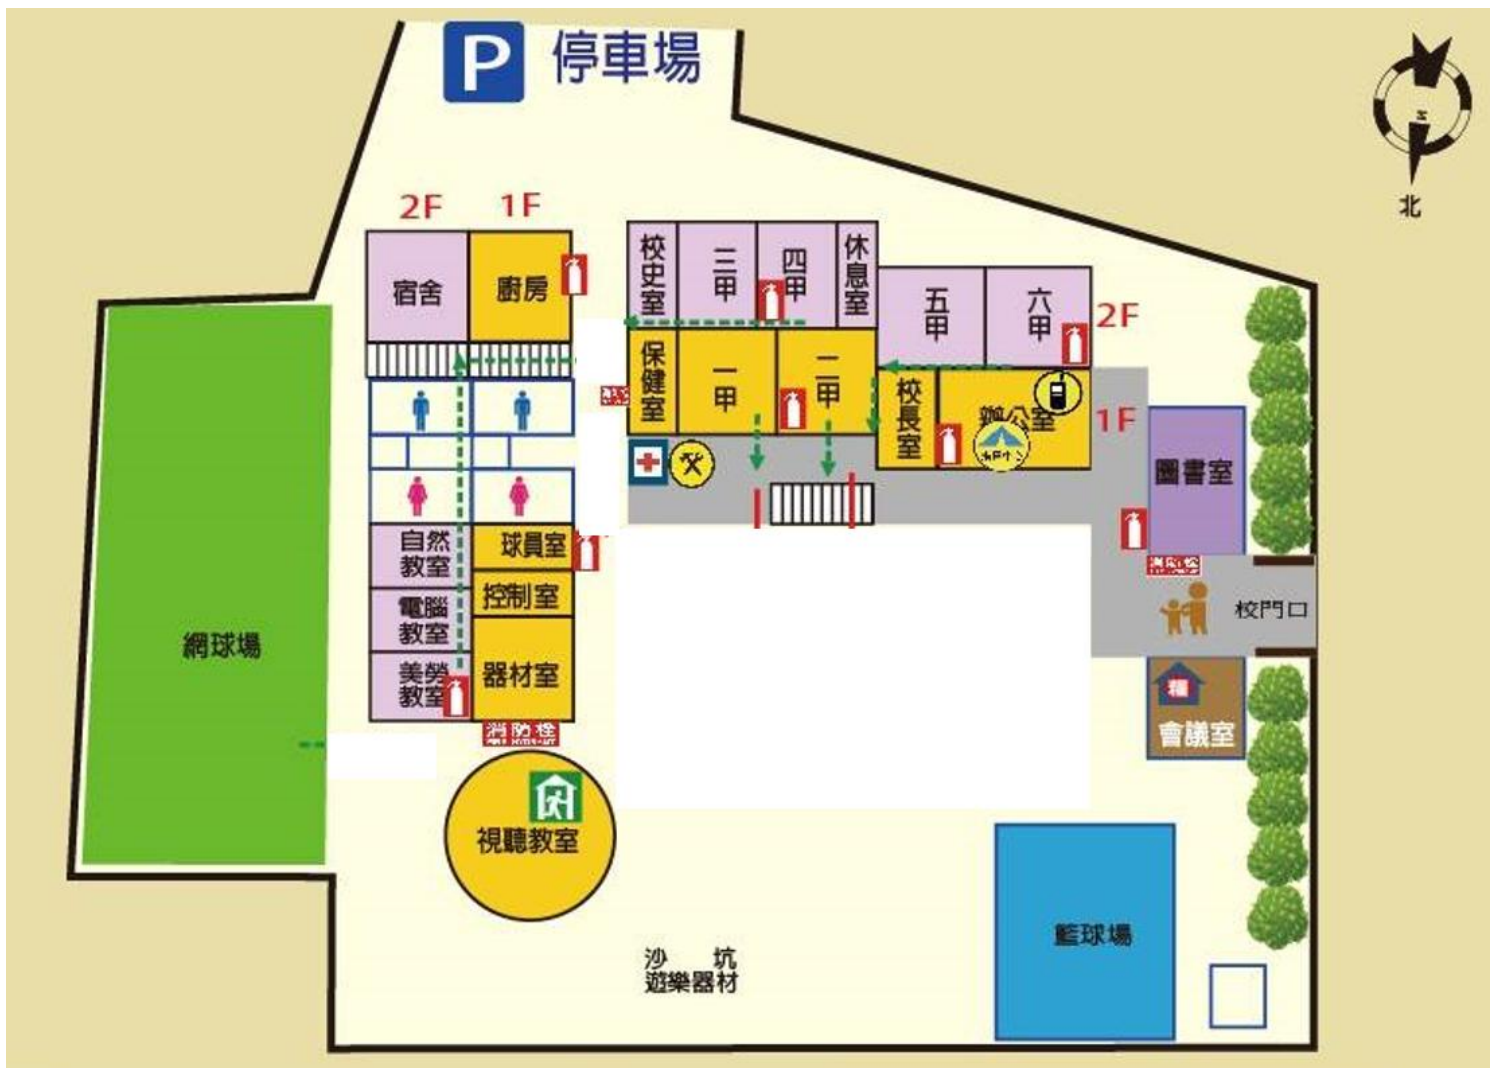 P 停車場
北
2F
1F
宿舍
廚房
校史室
三甲
四甲
休息室
五甲
六甲
2F
保健室
一甲
二甲
校長室
辦公室
1F
圖書室
自然
教室
球員室
控制室
電腦
教室
美勞
教室
器材室
消防栓
消防栓
校門口
網球場
會議室
視聽教室
籃球場
沙 坑
遊樂器材